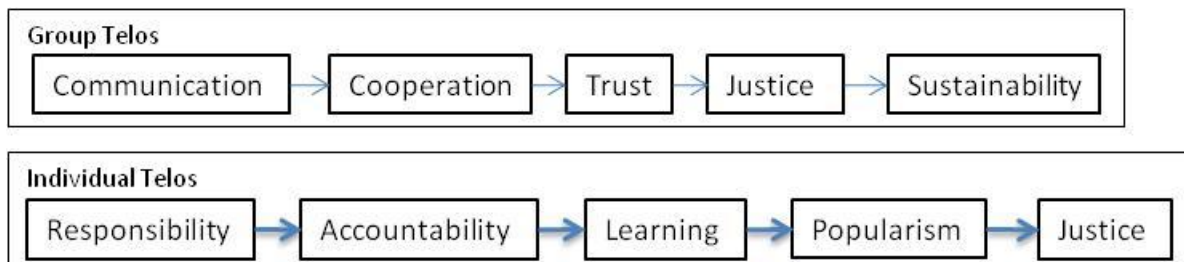 Group Telos
Communication Cooperation Trust Justice Sustainability
Individual Telos
Responsibility Accountability Learning Popularism Justice